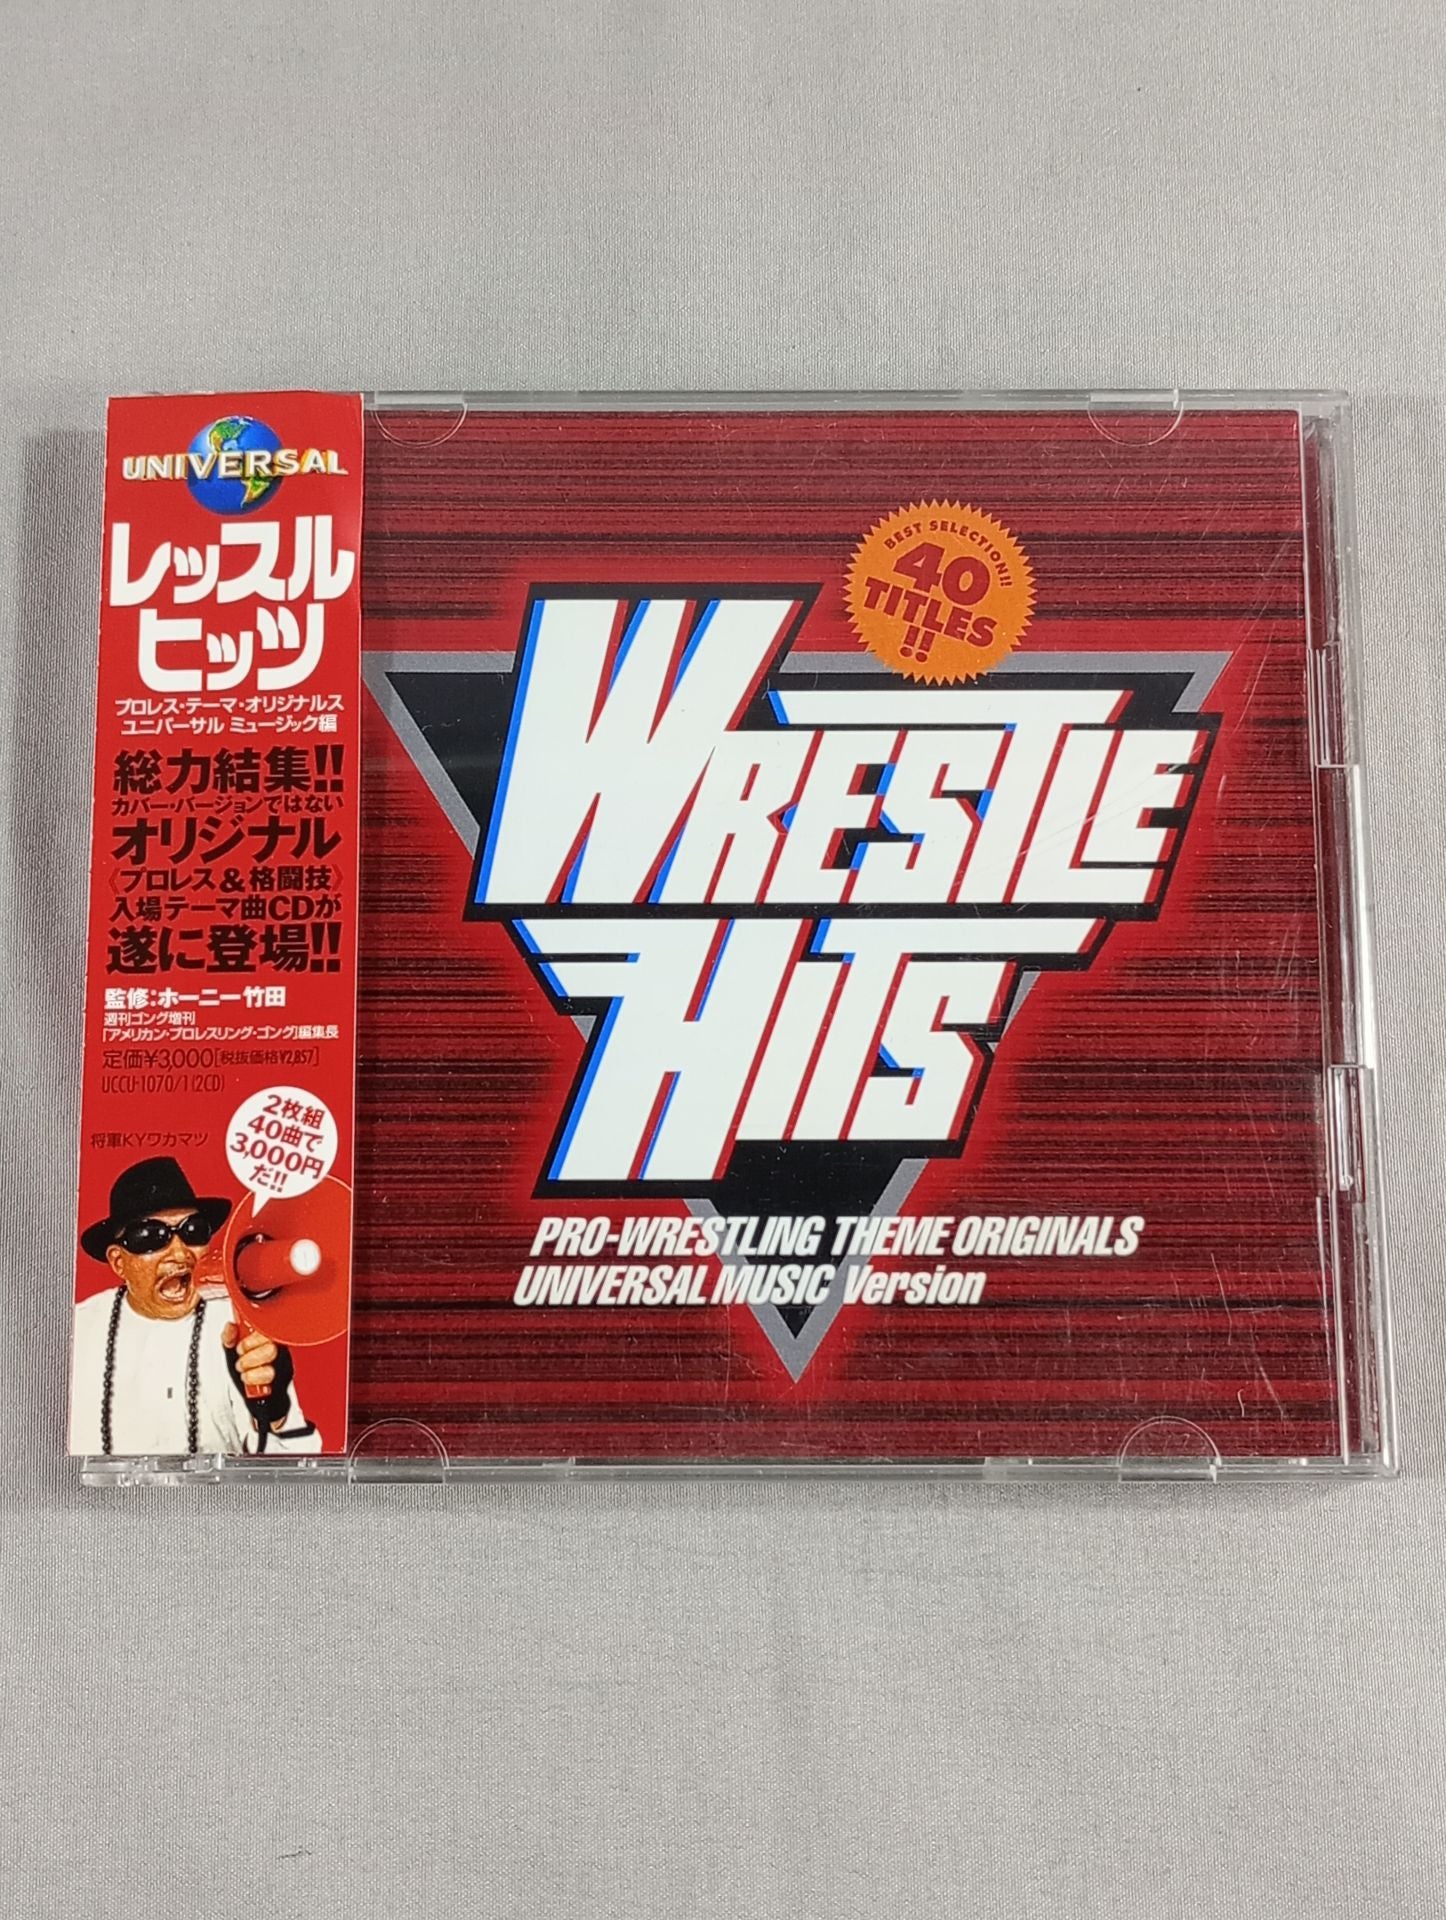 UNIVERSAL
レッスル
ヒッツ
プロレス・テーマ・オリジナルス
ユニバーサル ミュージック編
総力結集!!
カバー・バージョンではない
オリジナル
《プロレス&格闘技》
入場テーマ曲CDが
遂に登場!!
監修:ホーニー竹田
週刊ゴング増刊
「アメリカン・プロレスリング・ゴング」編集長
定価¥3,000[税抜価格¥2,857]
UCCU-1070/1(2CD)
将軍KYワカマツ
2枚組
40曲で
3,000円
だ!!
BEST SELECTION!!
40
TITLES
!!
WRESTLE
HITS
PRO-WRESTLING THEME ORIGINALS
UNIVERSAL MUSIC Version